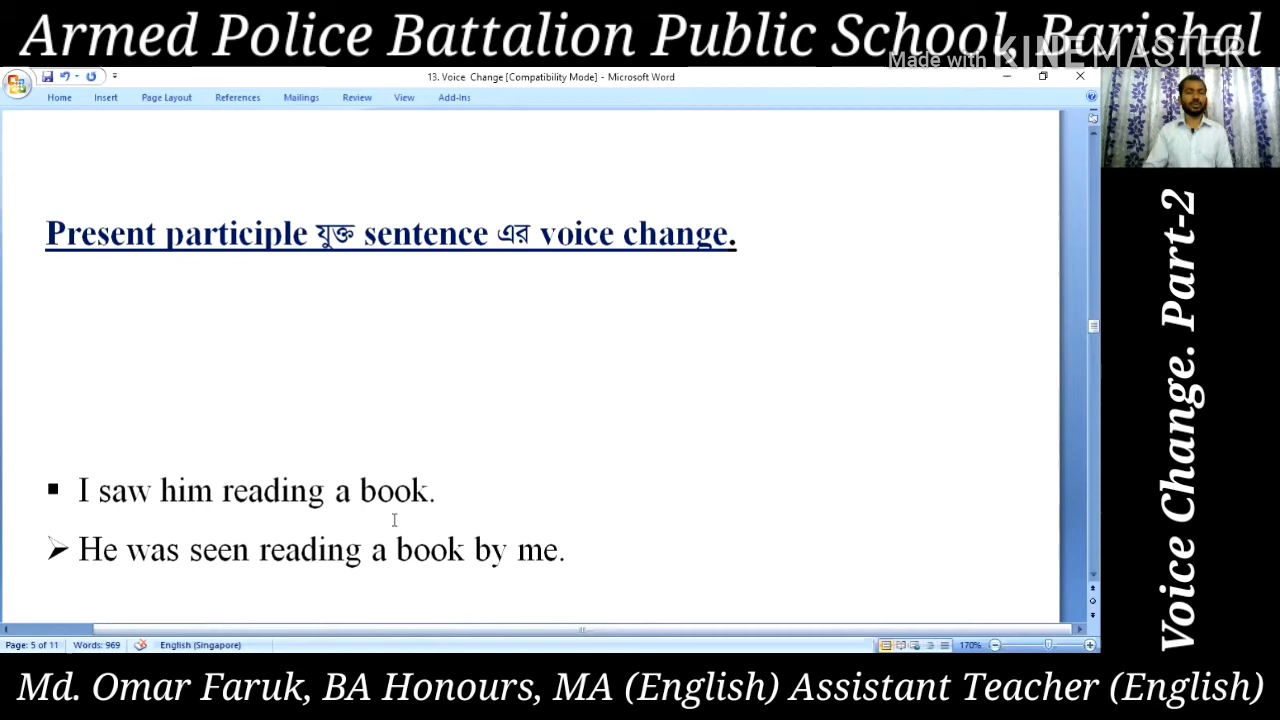 Armed Police Battalion Public School, Barishal
Made with KINEMASTER
13. Voice Change [Compatibility Mode] - Microsoft Word
Home Insert Page Layout References Mailings Review View Add-Ins
Present participle যুক্ত sentence এর voice change.
▪ I saw him reading a book.
➢ He was seen reading a book by me.
Page: 5 of 11 Words: 969 English (Singapore) 170%
Voice Change. Part-2
Md. Omar Faruk, BA Honours, MA (English) Assistant Teacher (English)